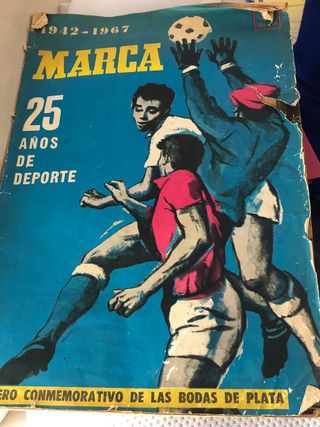 1942-1967
MARCA
25
AÑOS
DE
DEPORTE
CONMEMORATIVO DE LAS BODAS DE PLATA